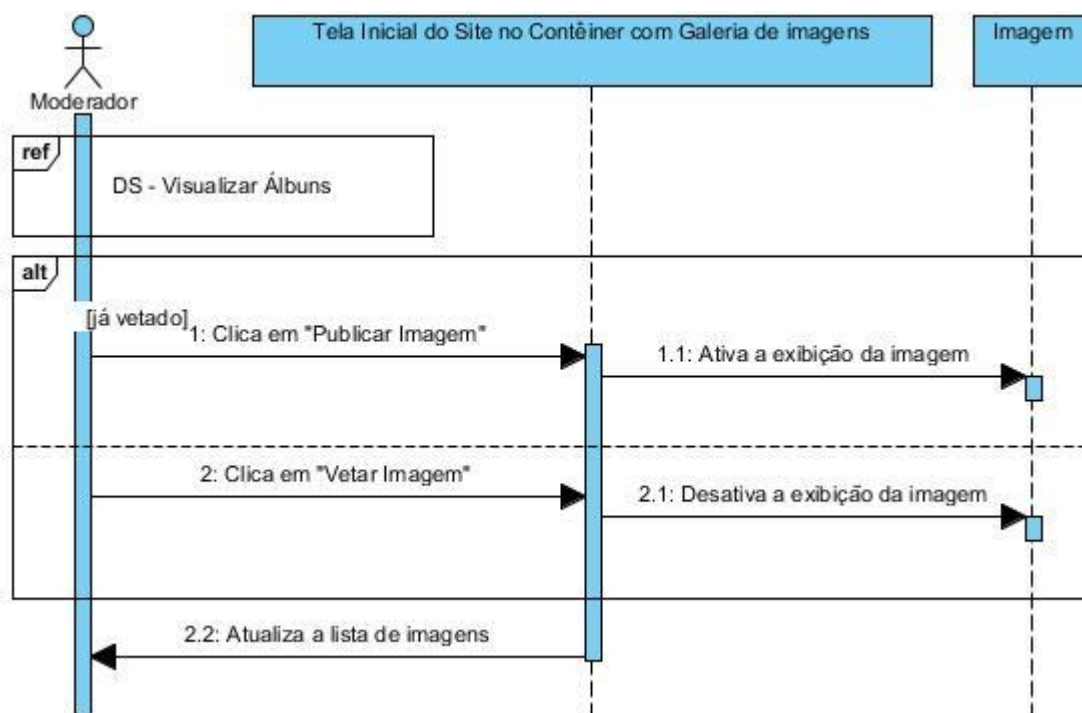 Tela Inicial do Site no Contêiner com Galeria de imagens
Imagem
Moderador
ref
DS - Visualizar Álbuns
alt
[já vetado]
1: Clica em "Publicar Imagem"
1.1: Ativa a exibição da imagem
2: Clica em "Vetar Imagem"
2.1: Desativa a exibição da imagem
2.2: Atualiza a lista de imagens